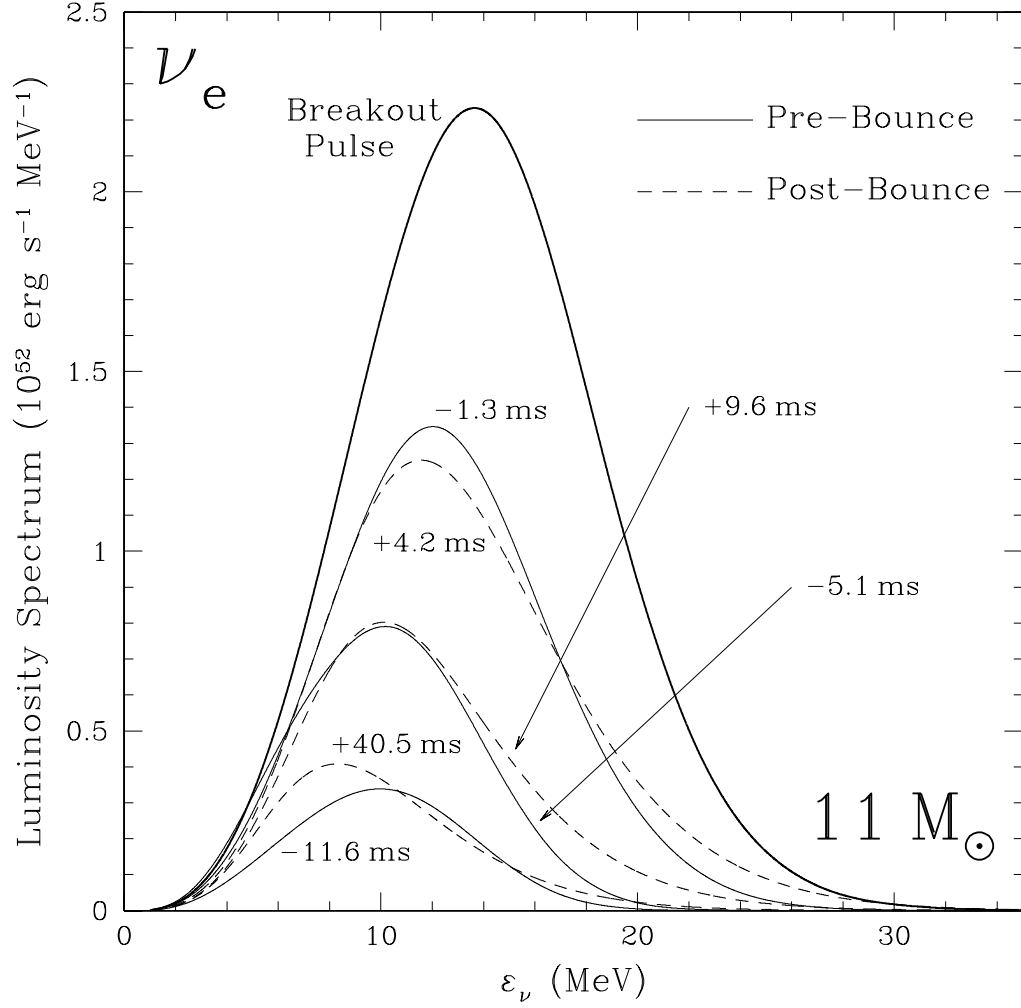 2.5
ν_e
Breakout
Pulse
Pre−Bounce
Post−Bounce
2
1.5
−1.3 ms
+9.6 ms
+4.2 ms
1
−5.1 ms
0.5
+40.5 ms
−11.6 ms
11 M_⊙
0
0 10 20 30
ε_ν (MeV)
Luminosity Spectrum (10^52 erg s^−1 MeV^−1)